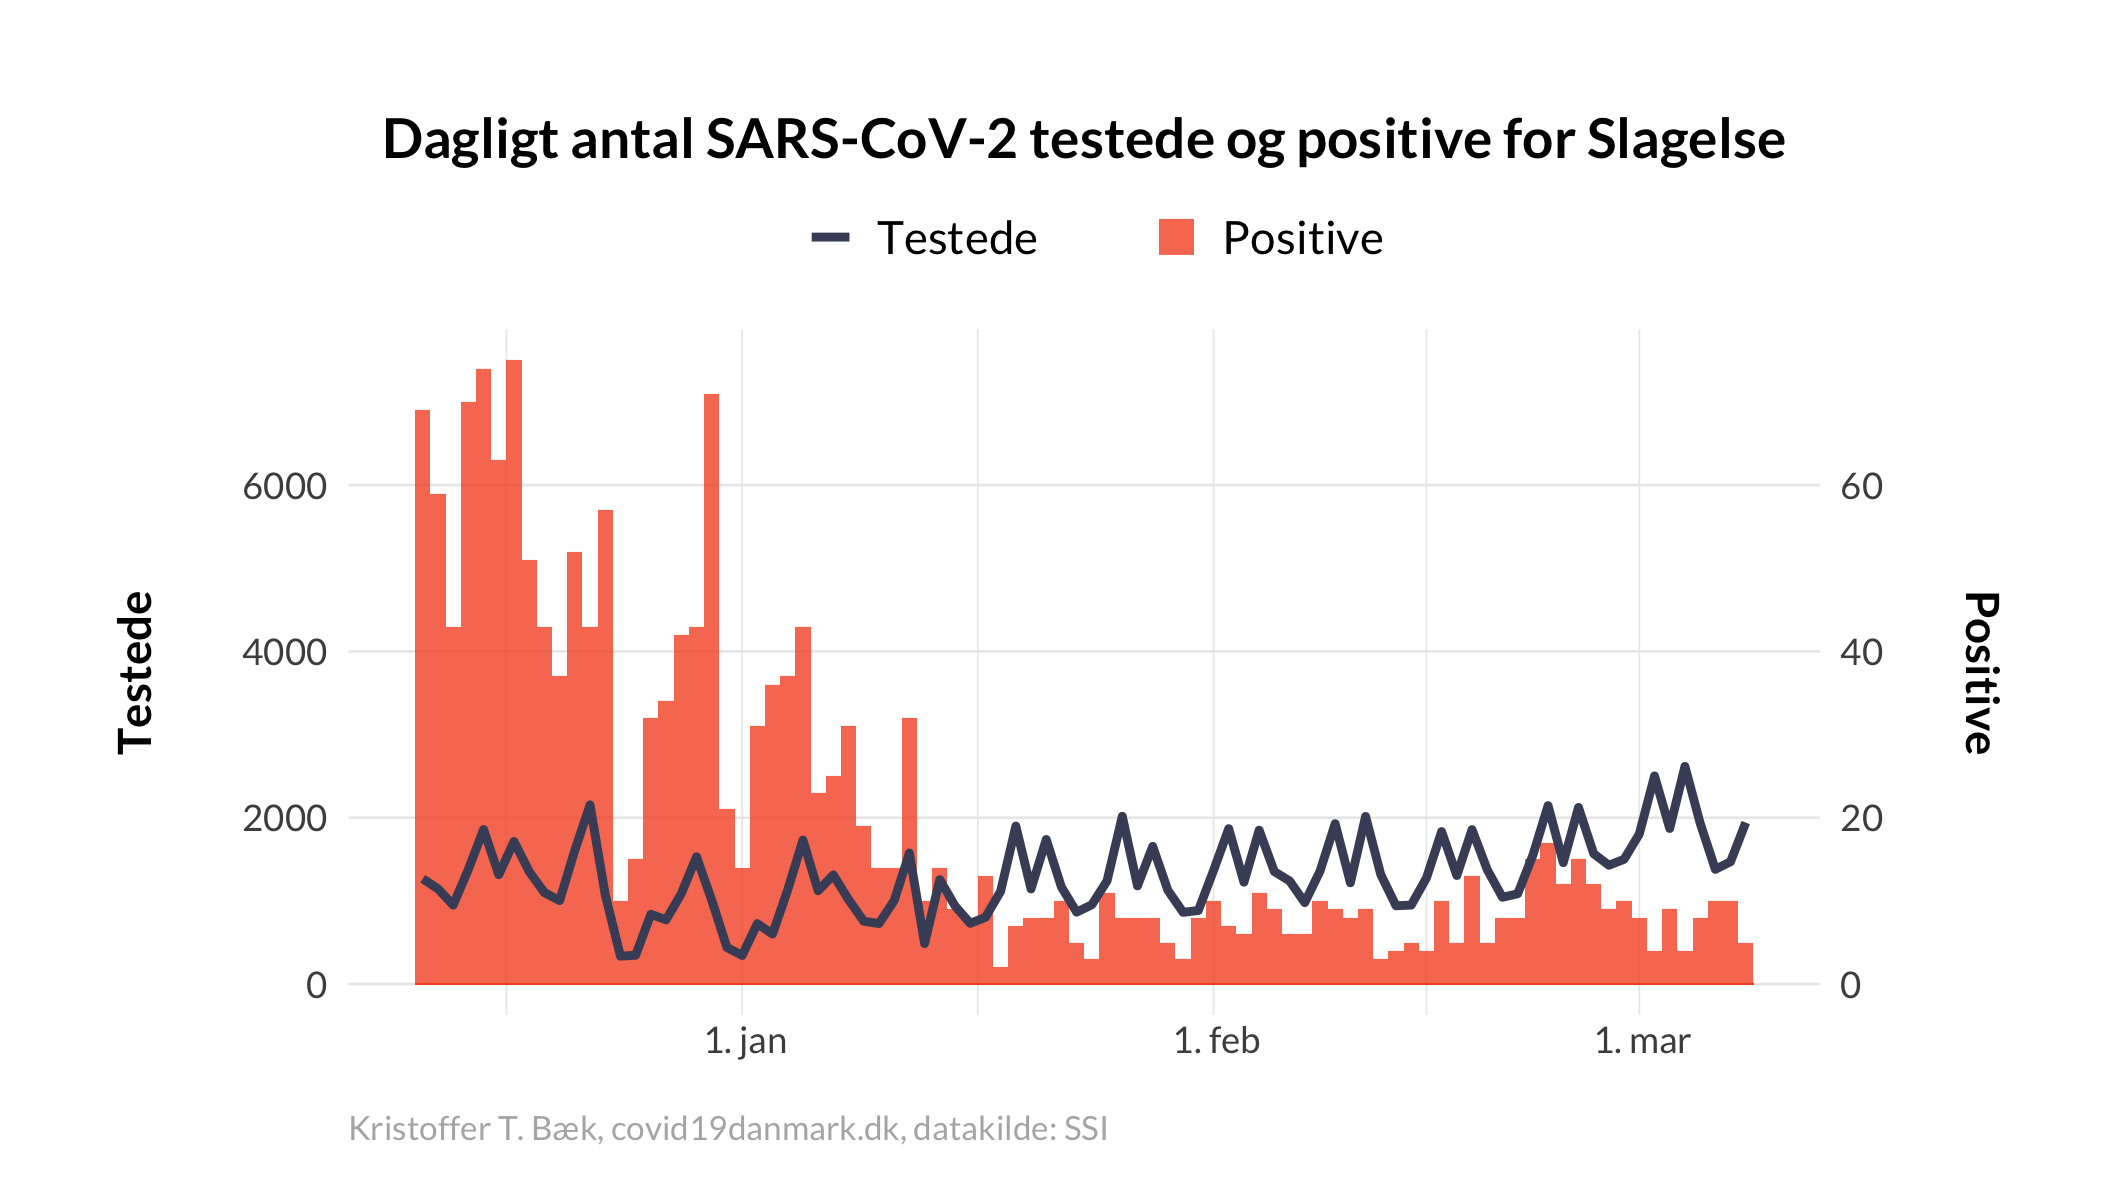 Dagligt antal SARS-CoV-2 testede og positive for Slagelse
Testede
Positive
Testede
6000
4000
2000
0
60
40
20
0
Positive
1. jan
1. feb
1. mar
Kristoffer T. Bæk, covid19danmark.dk, datakilde: SSI